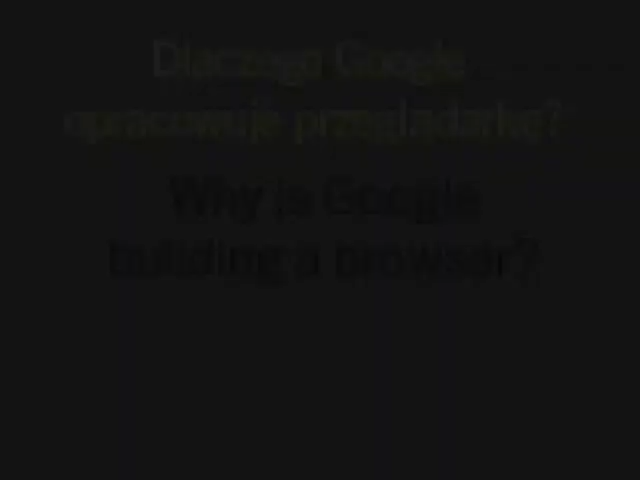 Dlaczego Google
opracowuje przeglądarkę?
Why is Google
building a browser?